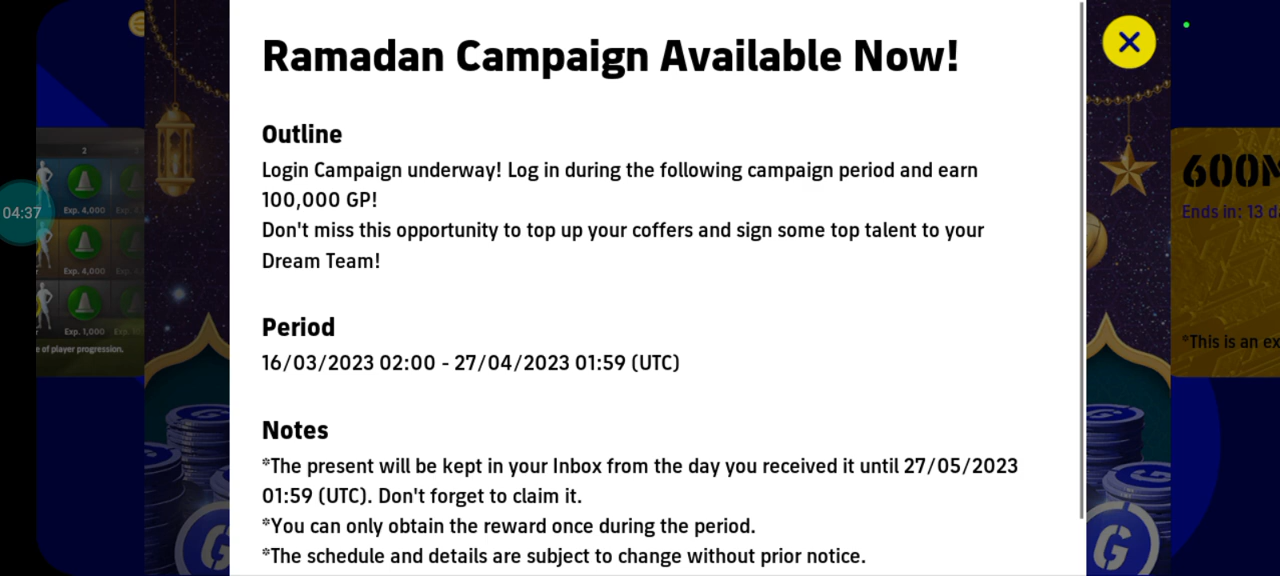 Ramadan Campaign Available Now!
Outline
Login Campaign underway! Log in during the following campaign period and earn
100,000 GP!
Don't miss this opportunity to top up your coffers and sign some top talent to your
Dream Team!
Period
16/03/2023 02:00 - 27/04/2023 01:59 (UTC)
Notes
*The present will be kept in your Inbox from the day you received it until 27/05/2023
01:59 (UTC). Don't forget to claim it.
*You can only obtain the reward once during the period.
*The schedule and details are subject to change without prior notice.
04:37
2
Exp. 4,000
Exp. 4,000
Exp. 1,000
e of player progression.
600
Ends in: 13 d
*This is an ex
G
G